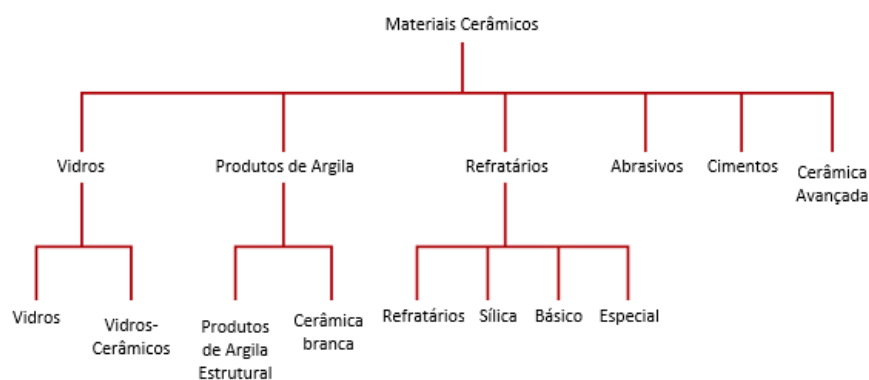 Materiais Cerâmicos
Vidros
Produtos de Argila
Refratários
Abrasivos
Cimentos
Cerâmica
Avançada
Vidros
Vidros-
Cerâmicos
Produtos
de Argila
Estrutural
Cerâmica
branca
Refratários
Sílica
Básico
Especial